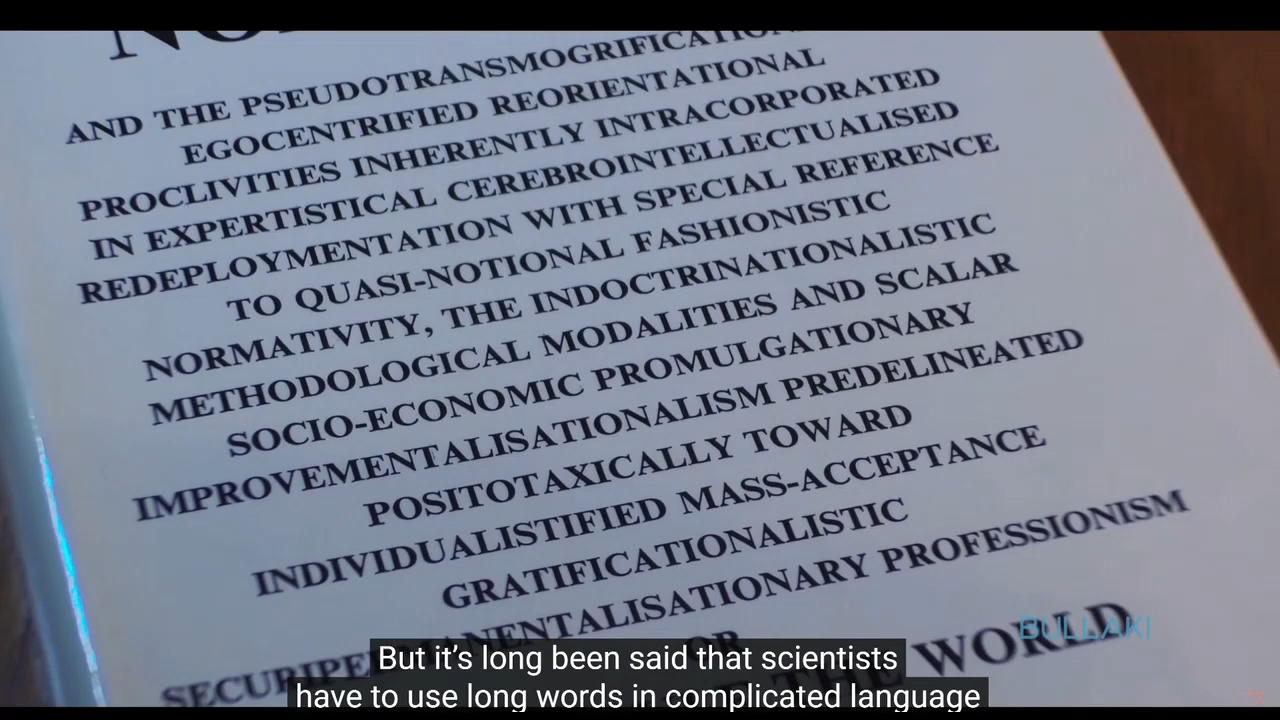 AND THE PSEUDOTRANSMOGRIFICATION
EGOCENTRIFIED REORIENTATIONAL
PROCLIVITIES INHERENTLY INTRACORPORATED
IN EXPERTISTICAL CEREBROINTELLECTUALISED
REDEPLOYMENTATION WITH SPECIAL REFERENCE
TO QUASI-NOTIONAL FASHIONISTIC
NORMATIVITY, THE INDOCTRINATIONALISTIC
METHODOLOGICAL MODALITIES AND SCALAR
SOCIO-ECONOMIC PROMULGATIONARY
IMPROVEMENTALISATIONALISM PREDELINEATED
POSITOTAXICALLY TOWARD
INDIVIDUALISTIFIED MASS-ACCEPTANCE
GRATIFICATIONALISTIC
PROFESSIONISM
OR
THE WORLD
BULLAKI
But it’s long been said that scientists
have to use long words in complicated language